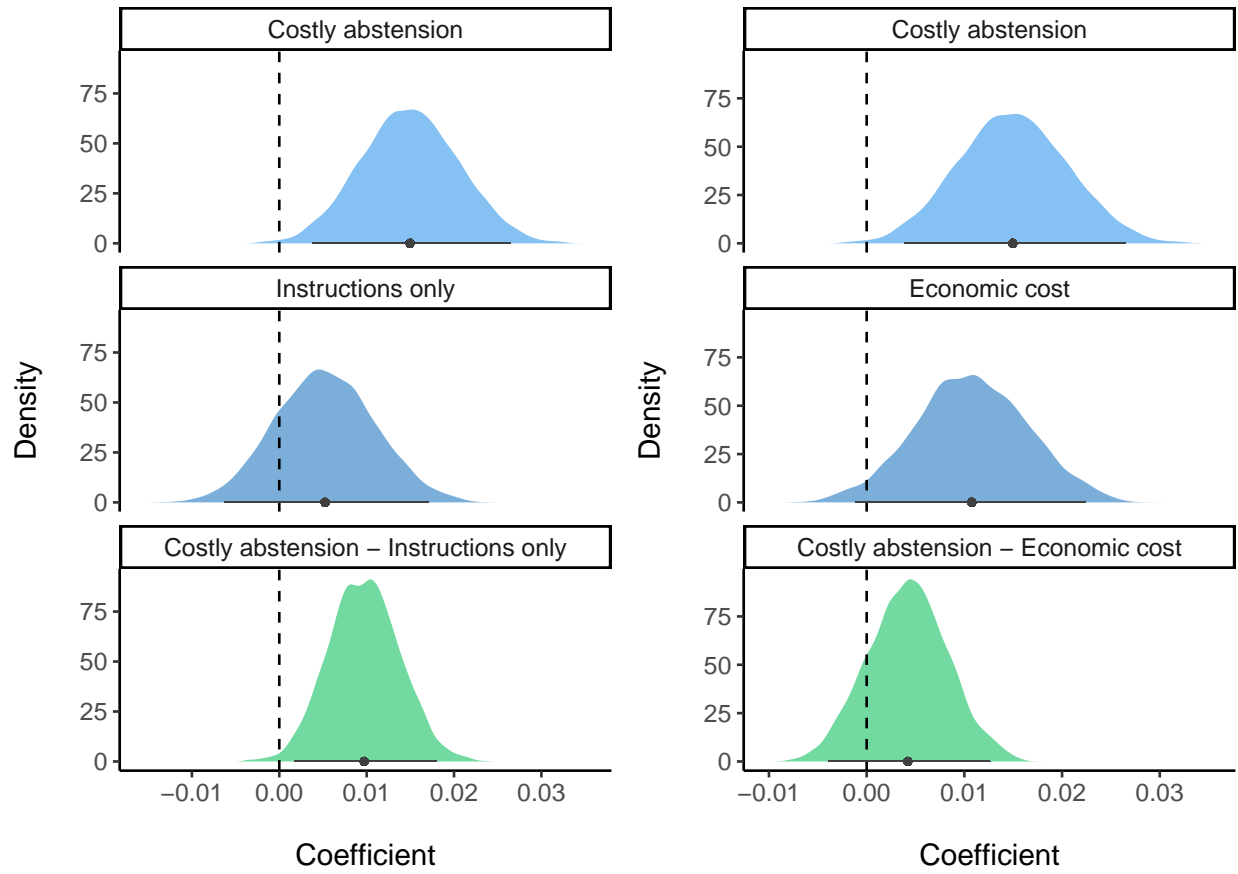 Costly abstension
Costly abstension
75
50
25
0
75
50
25
0
Instructions only
Economic cost
75
50
25
0
75
50
25
0
Density
Density
Costly abstension − Instructions only
Costly abstension − Economic cost
75
50
25
0
75
50
25
0
−0.01 0.00 0.01 0.02 0.03
−0.01 0.00 0.01 0.02 0.03
Coefficient
Coefficient